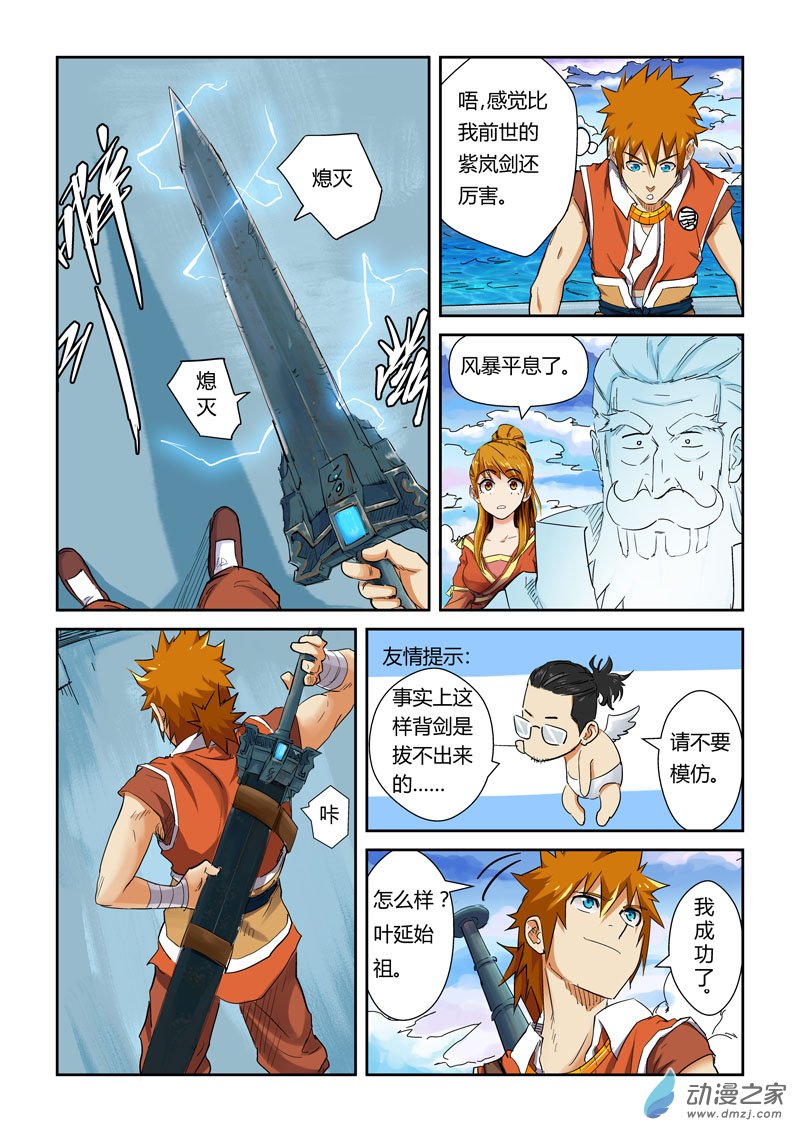 熄灭
熄
灭
唔，感觉比
我前世的
紫岚剑还
厉害。
风暴平息了。
咔
友情提示：
事实上这
样背剑是
拔不出来
的……
请不要
模仿。
怎么样？
叶延始
祖。
我
成
功
了。
动漫之家
www.dmzj.com